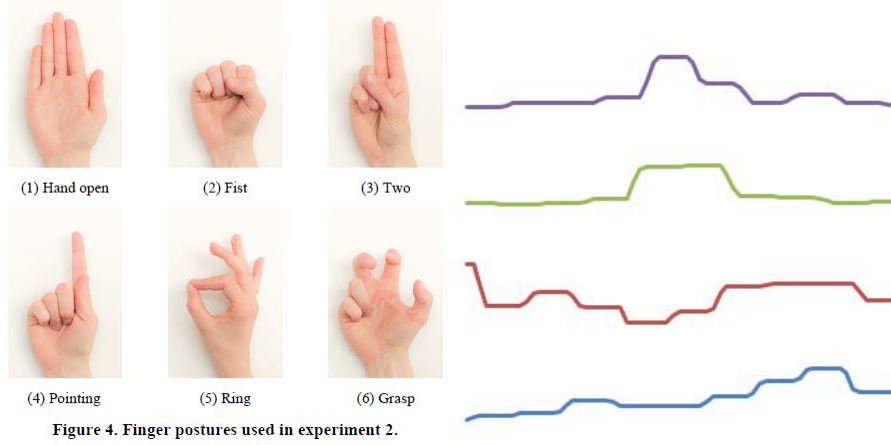 (1) Hand open
(2) Fist
(3) Two
(4) Pointing
(5) Ring
(6) Grasp
Figure 4. Finger postures used in experiment 2.